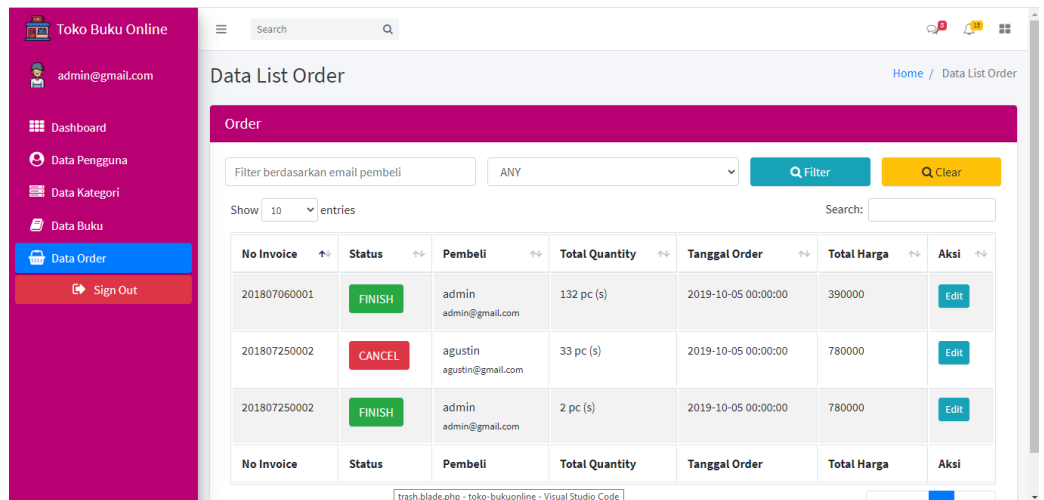 Toko Buku Online
Search
3
15
admin@gmail.com
Data List Order
Home / Data List Order
Dashboard
Data Pengguna
Data Kategori
Data Buku
Data Order
Sign Out
Order
Filter berdasarkan email pembeli
ANY
Filter
Clear
Show 10 entries
Search:
No Invoice Status Pembeli Total Quantity Tanggal Order Total Harga Aksi
201807060001 FINISH admin 132 pc (s) 2019-10-05 00:00:00 390000 Edit
admin@gmail.com
201807250002 CANCEL agustin 33 pc (s) 2019-10-05 00:00:00 780000 Edit
agustin@gmail.com
201807250002 FINISH admin 2 pc (s) 2019-10-05 00:00:00 780000 Edit
admin@gmail.com
No Invoice Status Pembeli Total Quantity Tanggal Order Total Harga Aksi
trash.blade.php - toko-bukuonline - Visual Studio Code